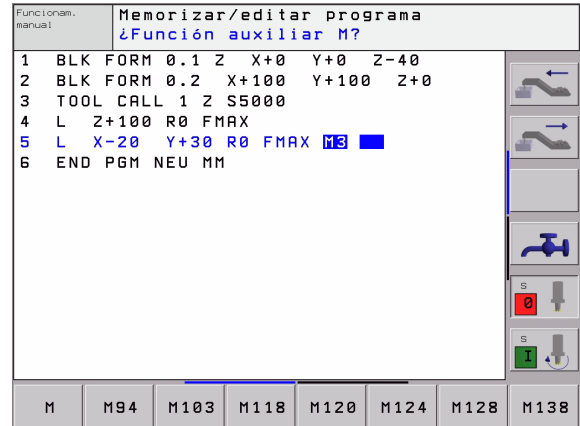 Funcionam.
manual
Memorizar/editar programa
¿Función auxiliar M?
1 BLK FORM 0.1 Z X+0 Y+0 Z-40
2 BLK FORM 0.2 X+100 Y+100 Z+0
3 TOOL CALL 1 Z S5000
4 L Z+100 R0 FMAX
5 L X-20 Y+30 R0 FMAX M3
6 END PGM NEU MM
S
0
S
I
M M94 M103 M118 M120 M124 M128 M138